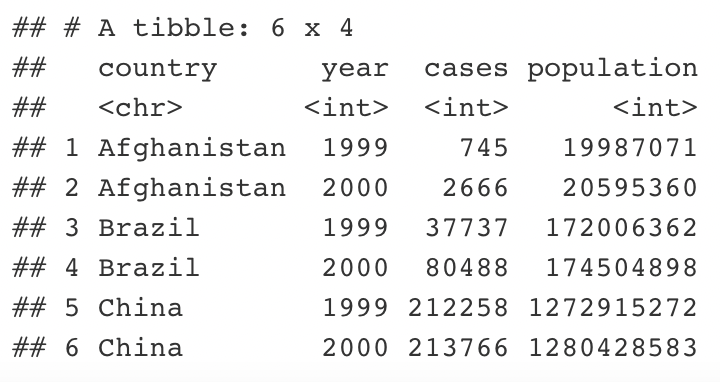 ## # A tibble: 6 x 4
##   country      year  cases population
##   <chr>       <int>  <int>      <int>
## 1 Afghanistan  1999    745   19987071
## 2 Afghanistan  2000   2666   20595360
## 3 Brazil       1999  37737  172006362
## 4 Brazil       2000  80488  174504898
## 5 China        1999 212258 1272915272
## 6 China        2000 213766 1280428583